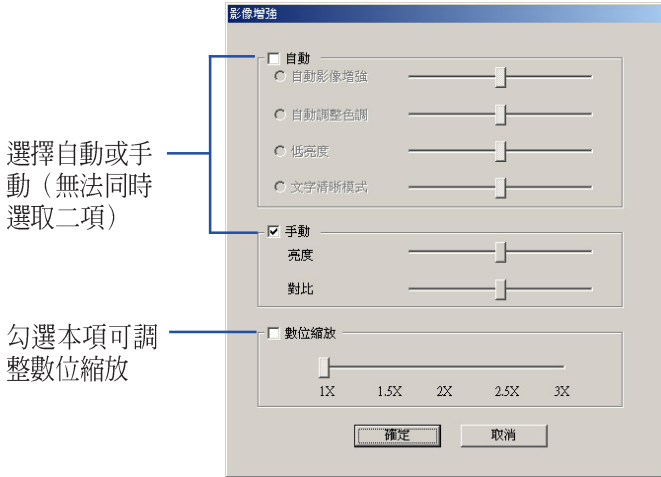 影像增強
自動
自動影像增強
自動調整色調
低亮度
文字清晰模式
選擇自動或手
動（無法同時
選取二項）
手動
亮度
對比
勾選本項可調
整數位縮放
數位縮放
1X 1.5X 2X 2.5X 3X
確定 取消